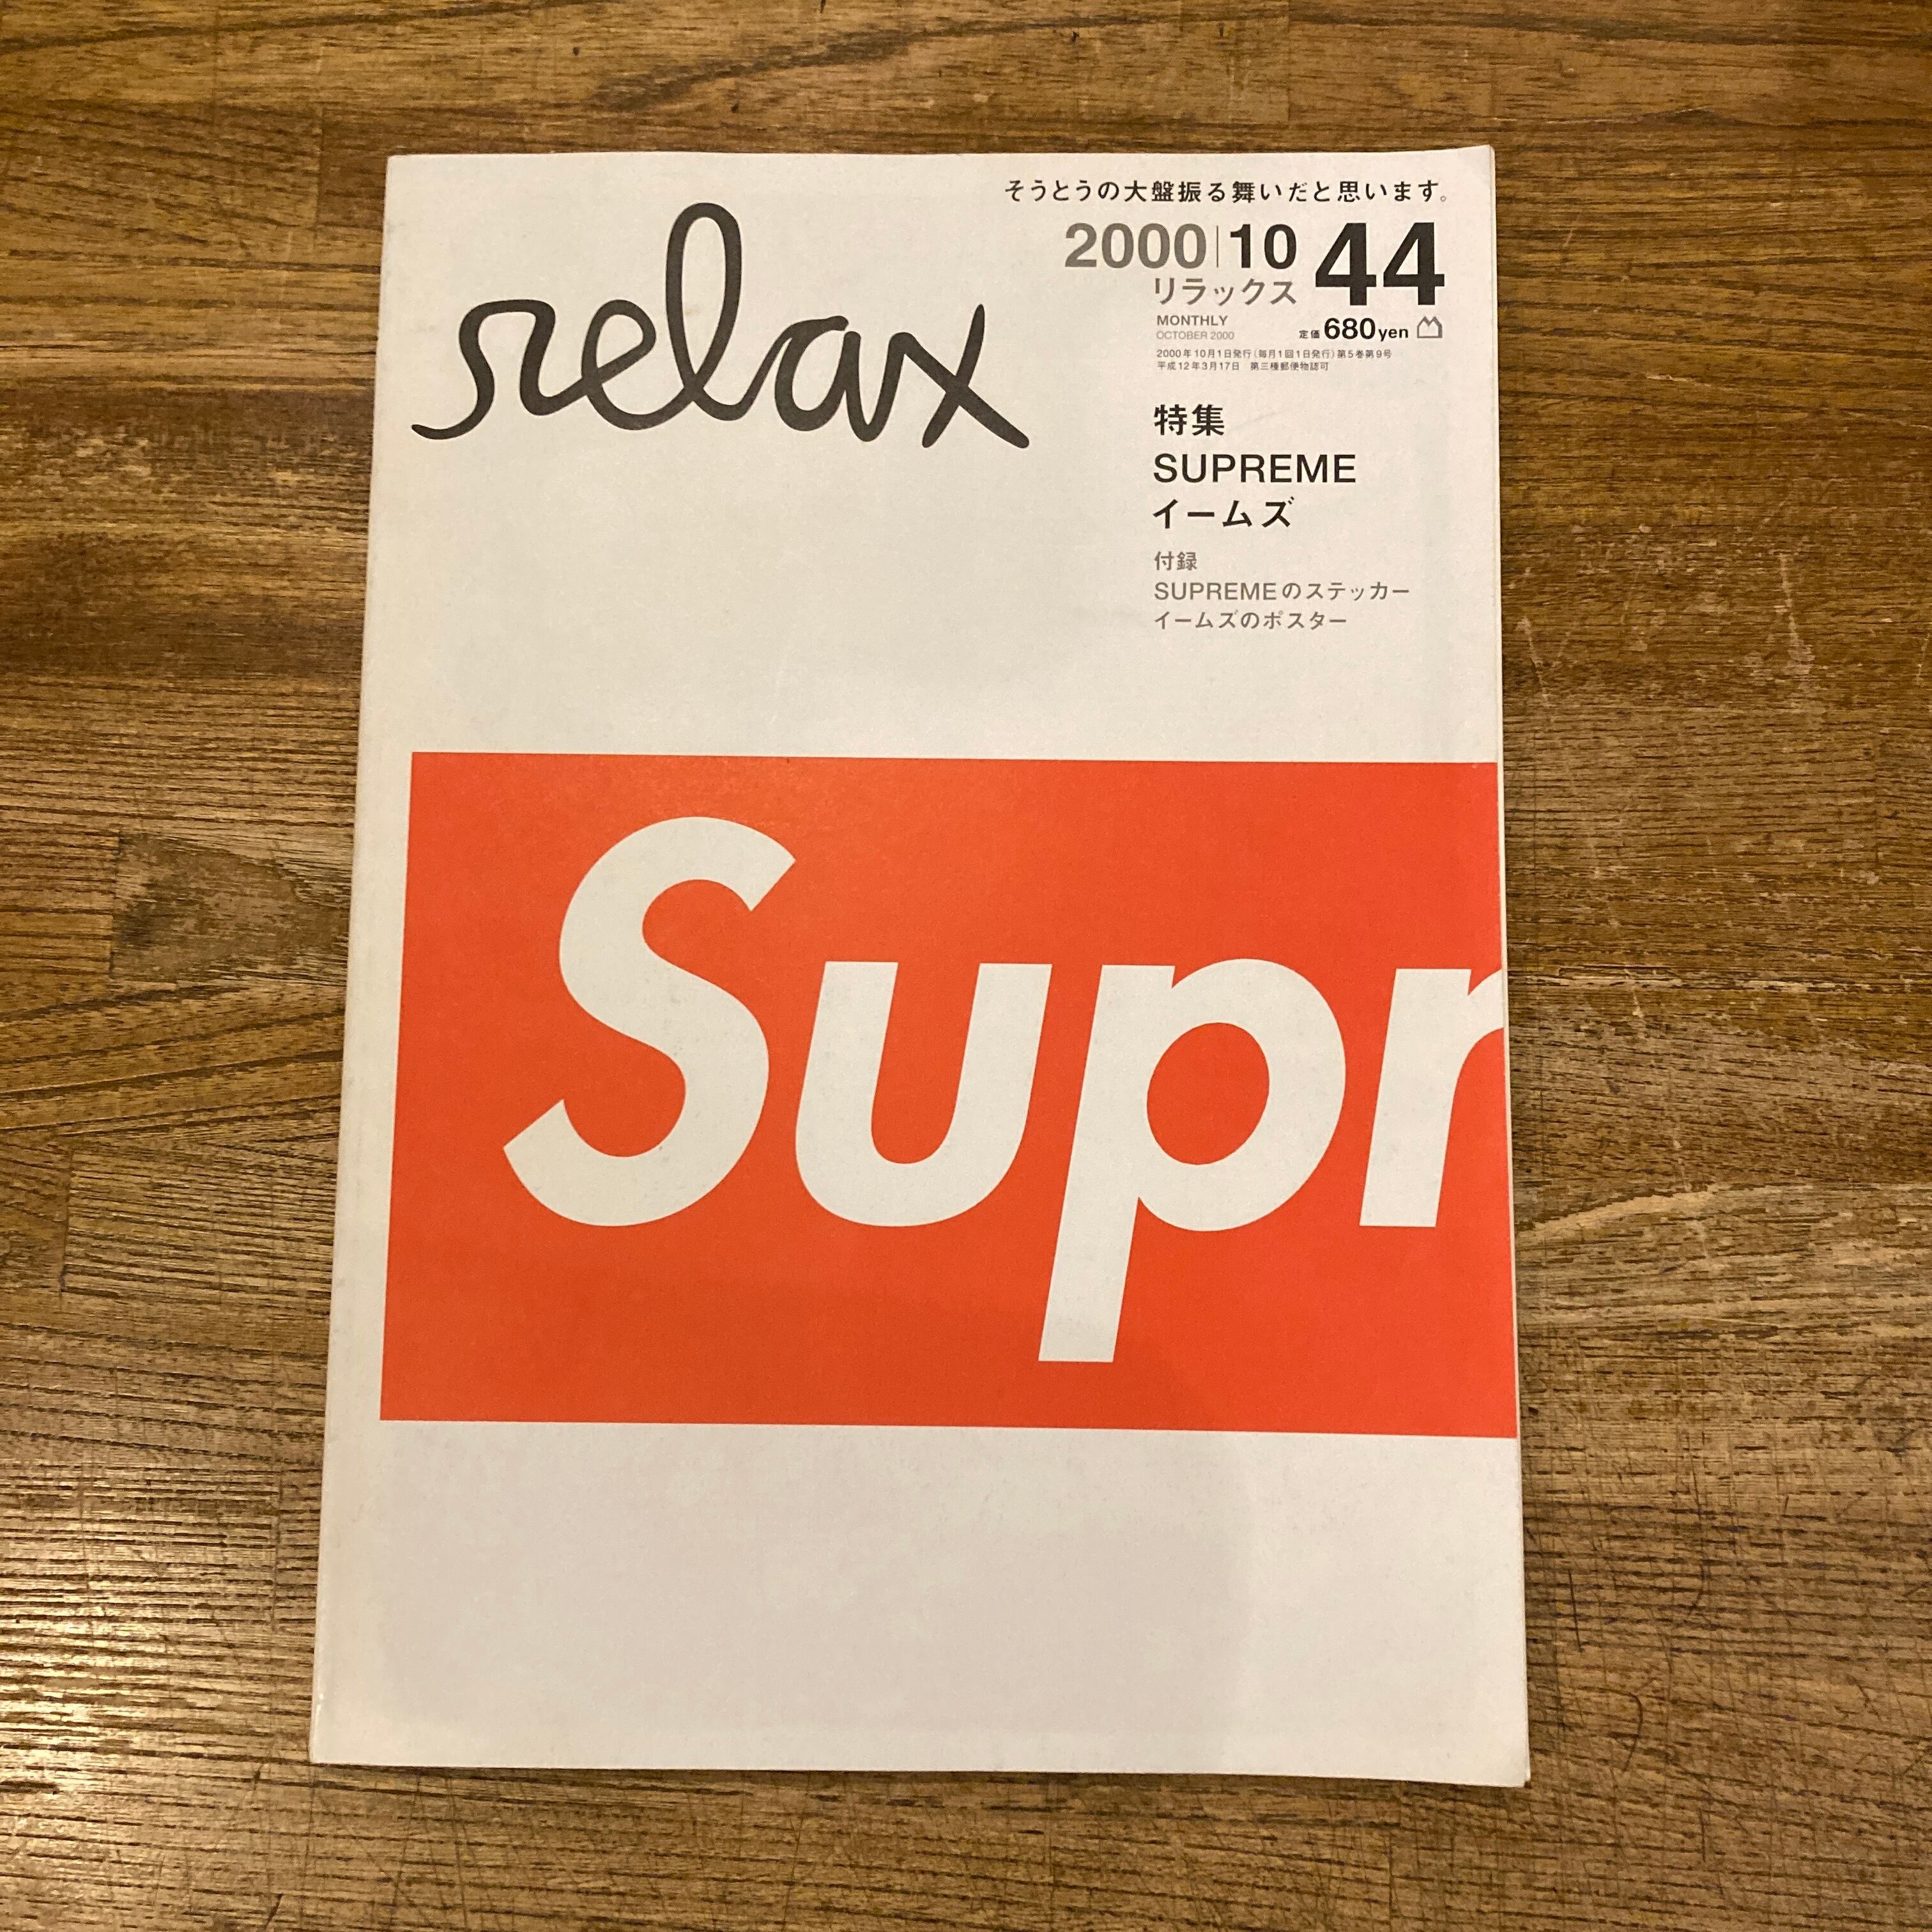 そうとうの大盤振る舞いだと思います。
relax
2000|10 44
リラックス
MONTHLY
OCTOBER 2000
定価680yen
2000年10月1日発行(毎月1回1日発行)第5巻第9号
平成12年3月17日 第三種郵便物認可
特集
SUPREME
イームズ
付録
SUPREMEのステッカー
イームズのポスター
Supr